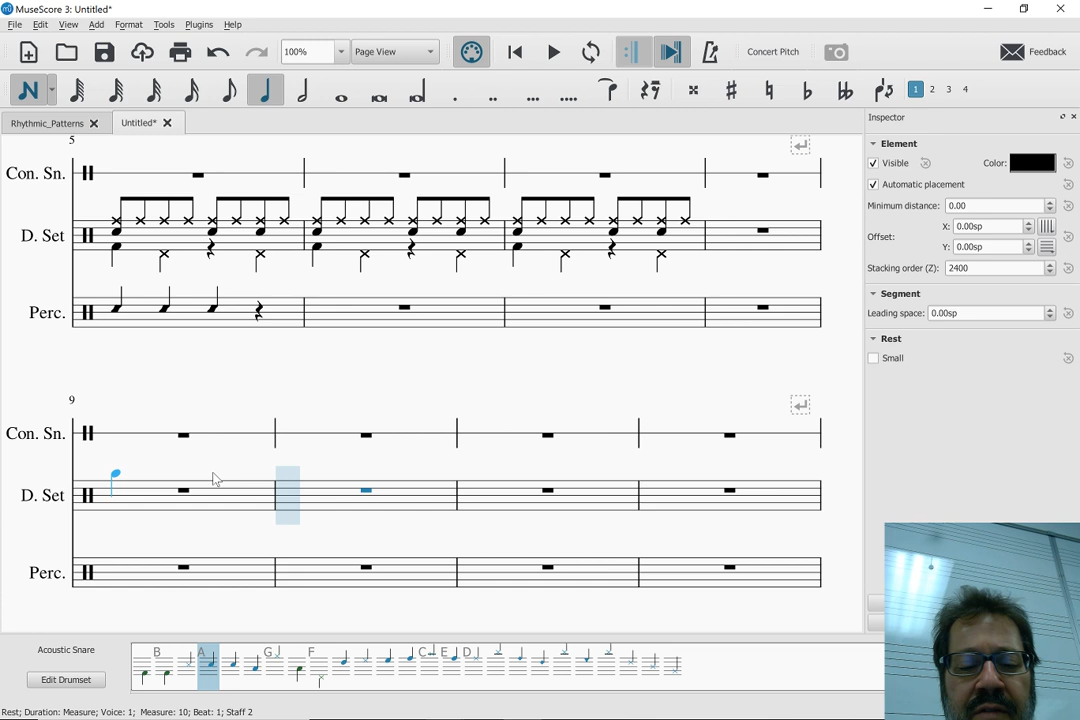 MuseScore 3: Untitled*
File Edit View Add Format Tools Plugins Help
100% Page View Concert Pitch Feedback
1 2 3 4
Rhythmic_Patterns Untitled* Inspector
5
Con. Sn.
D. Set
Perc.
9
Con. Sn.
D. Set
Perc.
Element
Visible Color:
Automatic placement
Minimum distance: 0.00
Offset: X: 0.00sp
Y: 0.00sp
Stacking order (Z): 2400
Segment
Leading space: 0.00sp
Rest
Small
Acoustic Snare B A G F C E D
Edit Drumset
Rest; Duration: Measure; Voice: 1; Measure: 10; Beat: 1; Staff 2